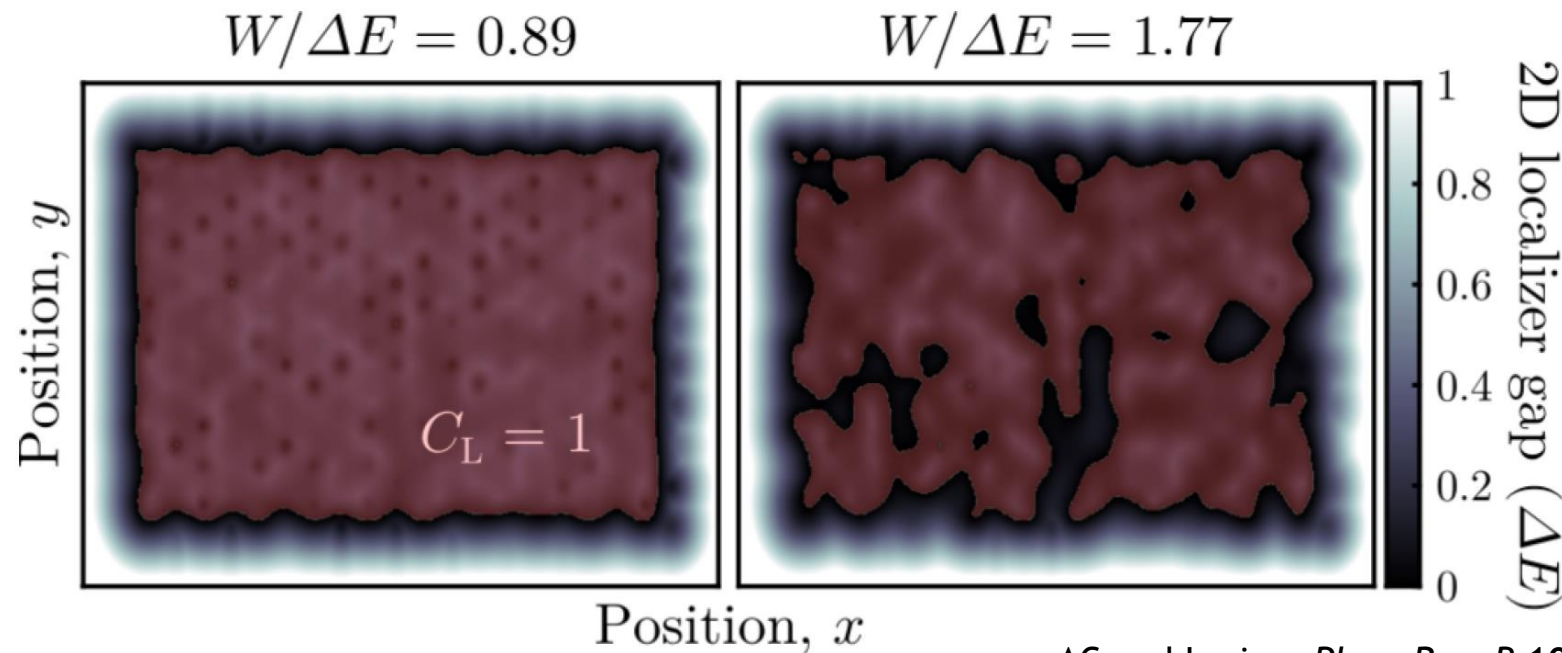 W/ΔE = 0.89
W/ΔE = 1.77
Position, y
C_L = 1
Position, x
1
0.8
0.6
0.4
0.2
0
2D localizer gap (ΔE)